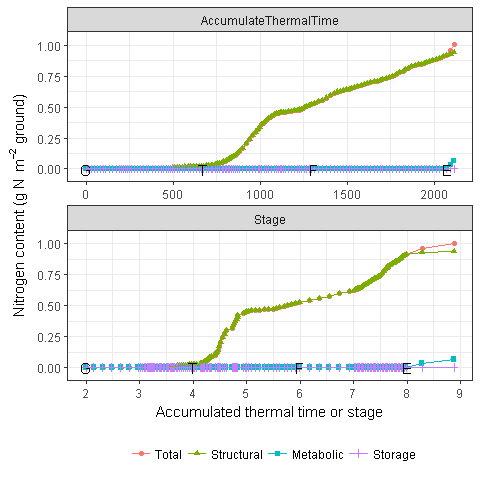 AccumulateThermalTime
1.00
0.75
0.50
0.25
0.00
0 500 1000 1500 2000
Nitrogen content (g N m⁻² ground)
Stage
1.00
0.75
0.50
0.25
0.00
2 3 4 5 6 7 8 9
Accumulated thermal time or stage
Total Structural Metabolic Storage